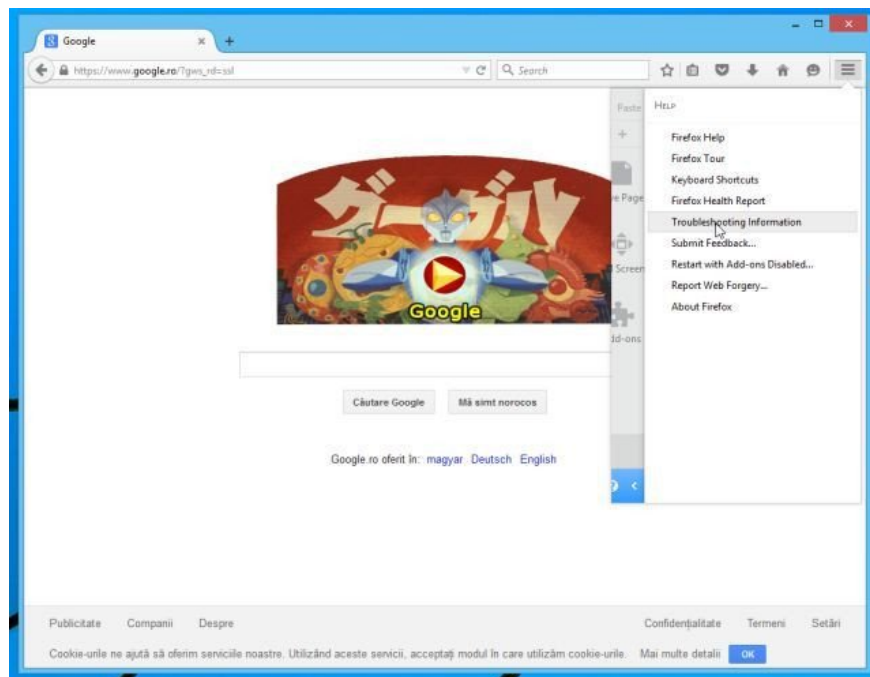 Google
https://www.google.ro/?gws_rd=ssl
Search
Paste
HELP
Firefox Help
Firefox Tour
Keyboard Shortcuts
Firefox Health Report
Page
Troubleshooting Information
Submit Feedback...
Screen
Restart with Add-ons Disabled...
Report Web Forgery...
About Firefox
グーグル
Google
Căutare Google
Mă simt norocos
Google.ro oferit în: magyar Deutsch English
Publicitate Companii Despre
Confidențialitate Termeni Setări
Cookie-urile ne ajută să oferim serviciile noastre. Utilizând aceste servicii, acceptați modul în care utilizăm cookie-urile. Mai multe detalii OK